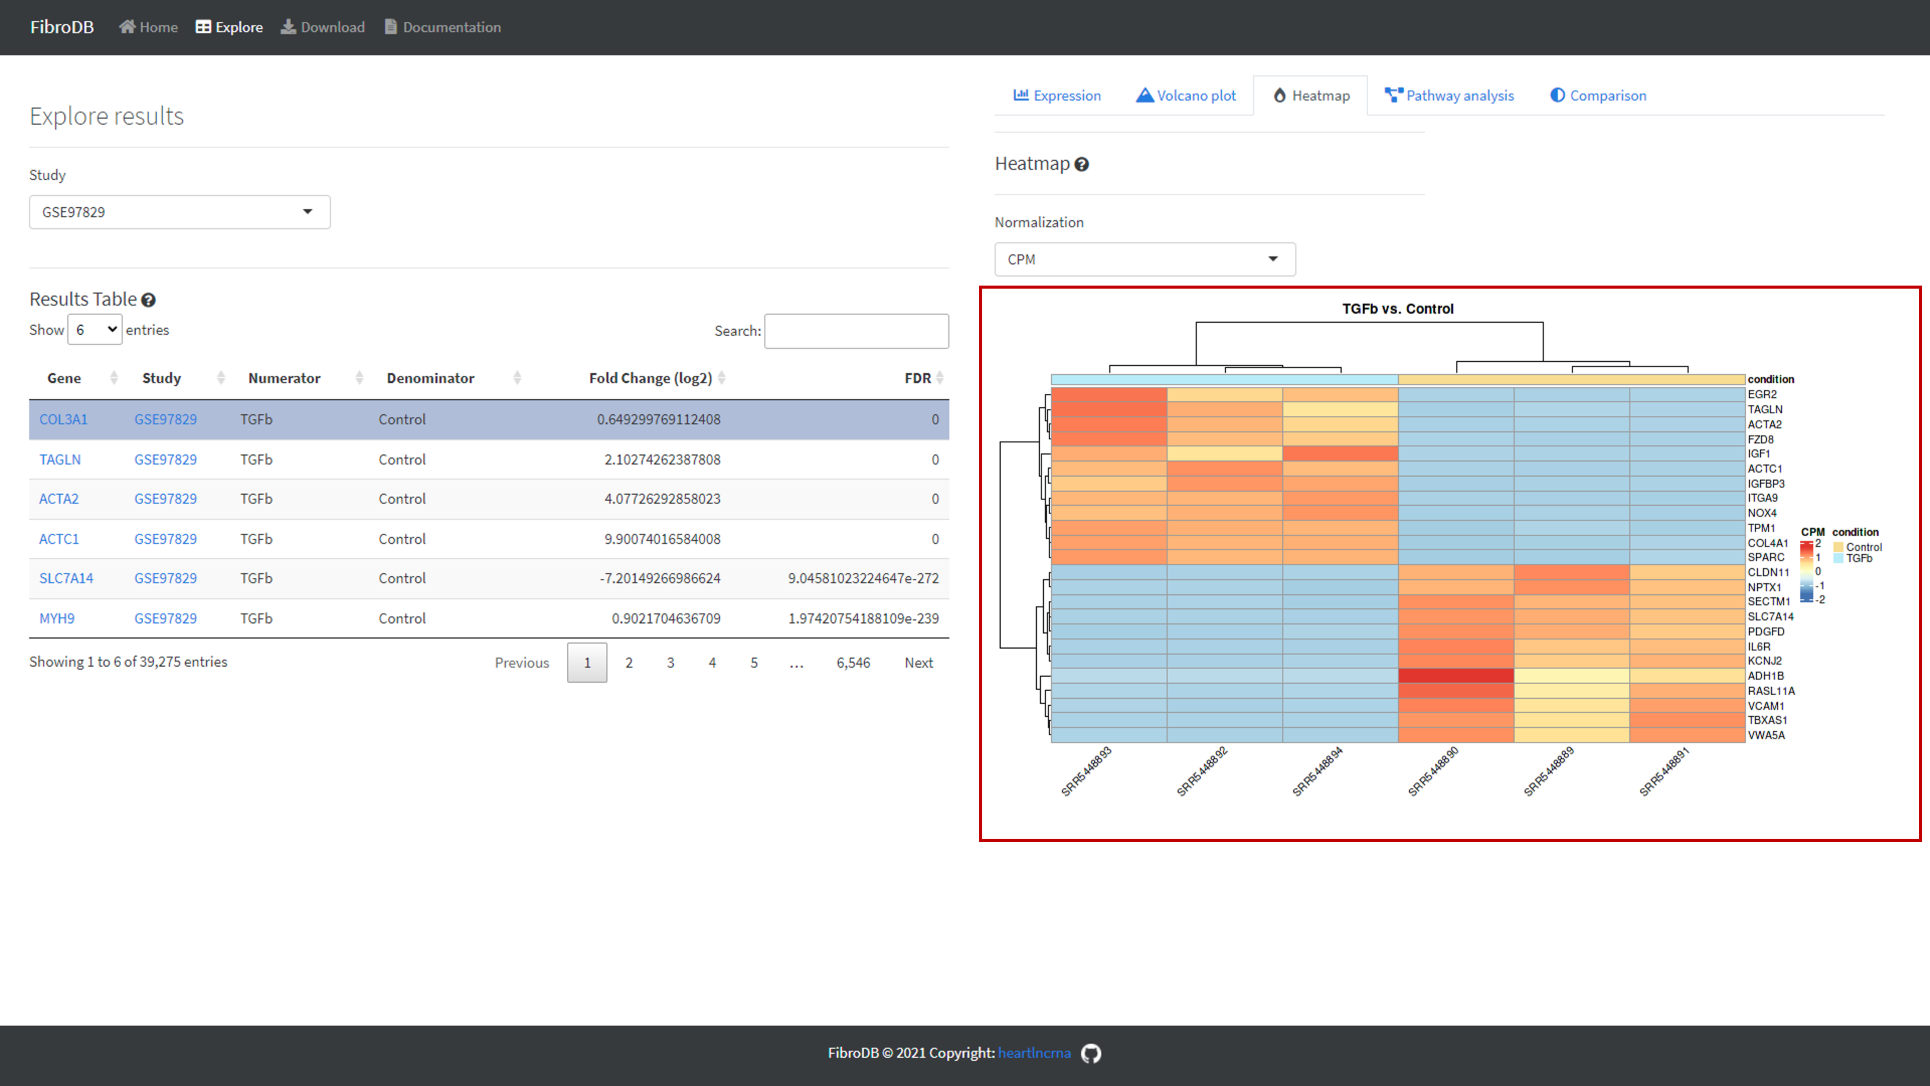 FibroDB Home Explore Download Documentation
Explore results
Study
GSE97829
Results Table
Show 6 entries Search:
Gene Study Numerator Denominator Fold Change (log2) FDR
COL3A1 GSE97829 TGFb Control 0.649299769112408 0
TAGLN GSE97829 TGFb Control 2.10274262387808 0
ACTA2 GSE97829 TGFb Control 4.07726292858023 0
ACTC1 GSE97829 TGFb Control 9.90074016584008 0
SLC7A14 GSE97829 TGFb Control -7.20149266986624 9.04581023224647e-272
MYH9 GSE97829 TGFb Control 0.9021704636709 1.97420754188109e-239
Showing 1 to 6 of 39,275 entries Previous 1 2 3 4 5 ... 6,546 Next
Expression Volcano plot Heatmap Pathway analysis Comparison
Heatmap
Normalization
CPM
TGFb vs. Control
condition
EGR2
TAGLN
ACTA2
FZD8
IGF1
ACTC1
IGFBP3
ITGA9
NOX4
TPM1
COL4A1
SPARC
CLDN11
NPTX1
SECTM1
SLC7A14
PDGFD
IL6R
KCNJ2
ADH1B
RASL11A
VCAM1
TBXAS1
VWA5A
CPM
2
1
0
-1
-2
condition
Control
TGFb
SRR5448893 SRR5448892 SRR5448894 SRR5448890 SRR5448889 SRR5448891
FibroDB © 2021 Copyright: heartlncrna